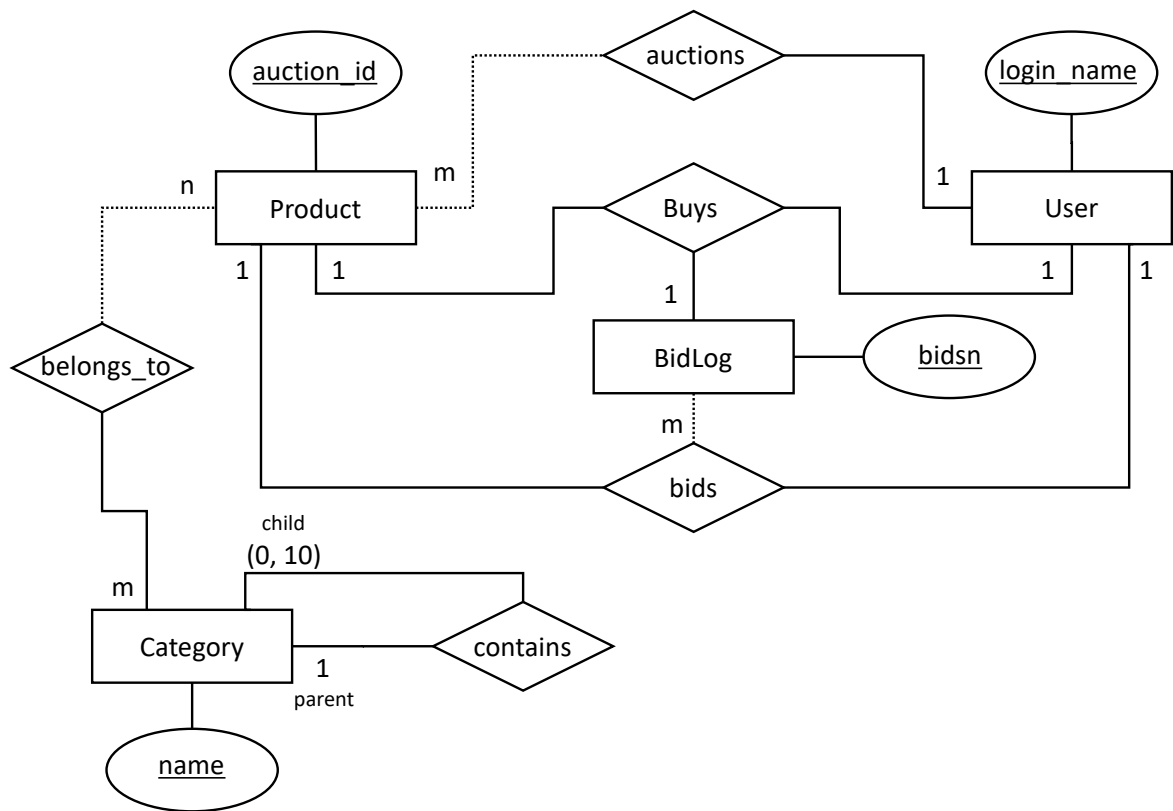 auction_id
m
auctions
login_name
n
Product
1
User
Buys
1
1
1
1
1
BidLog
bidsn
belongs_to
m
bids
child
(0, 10)
m
Category
1
contains
parent
name